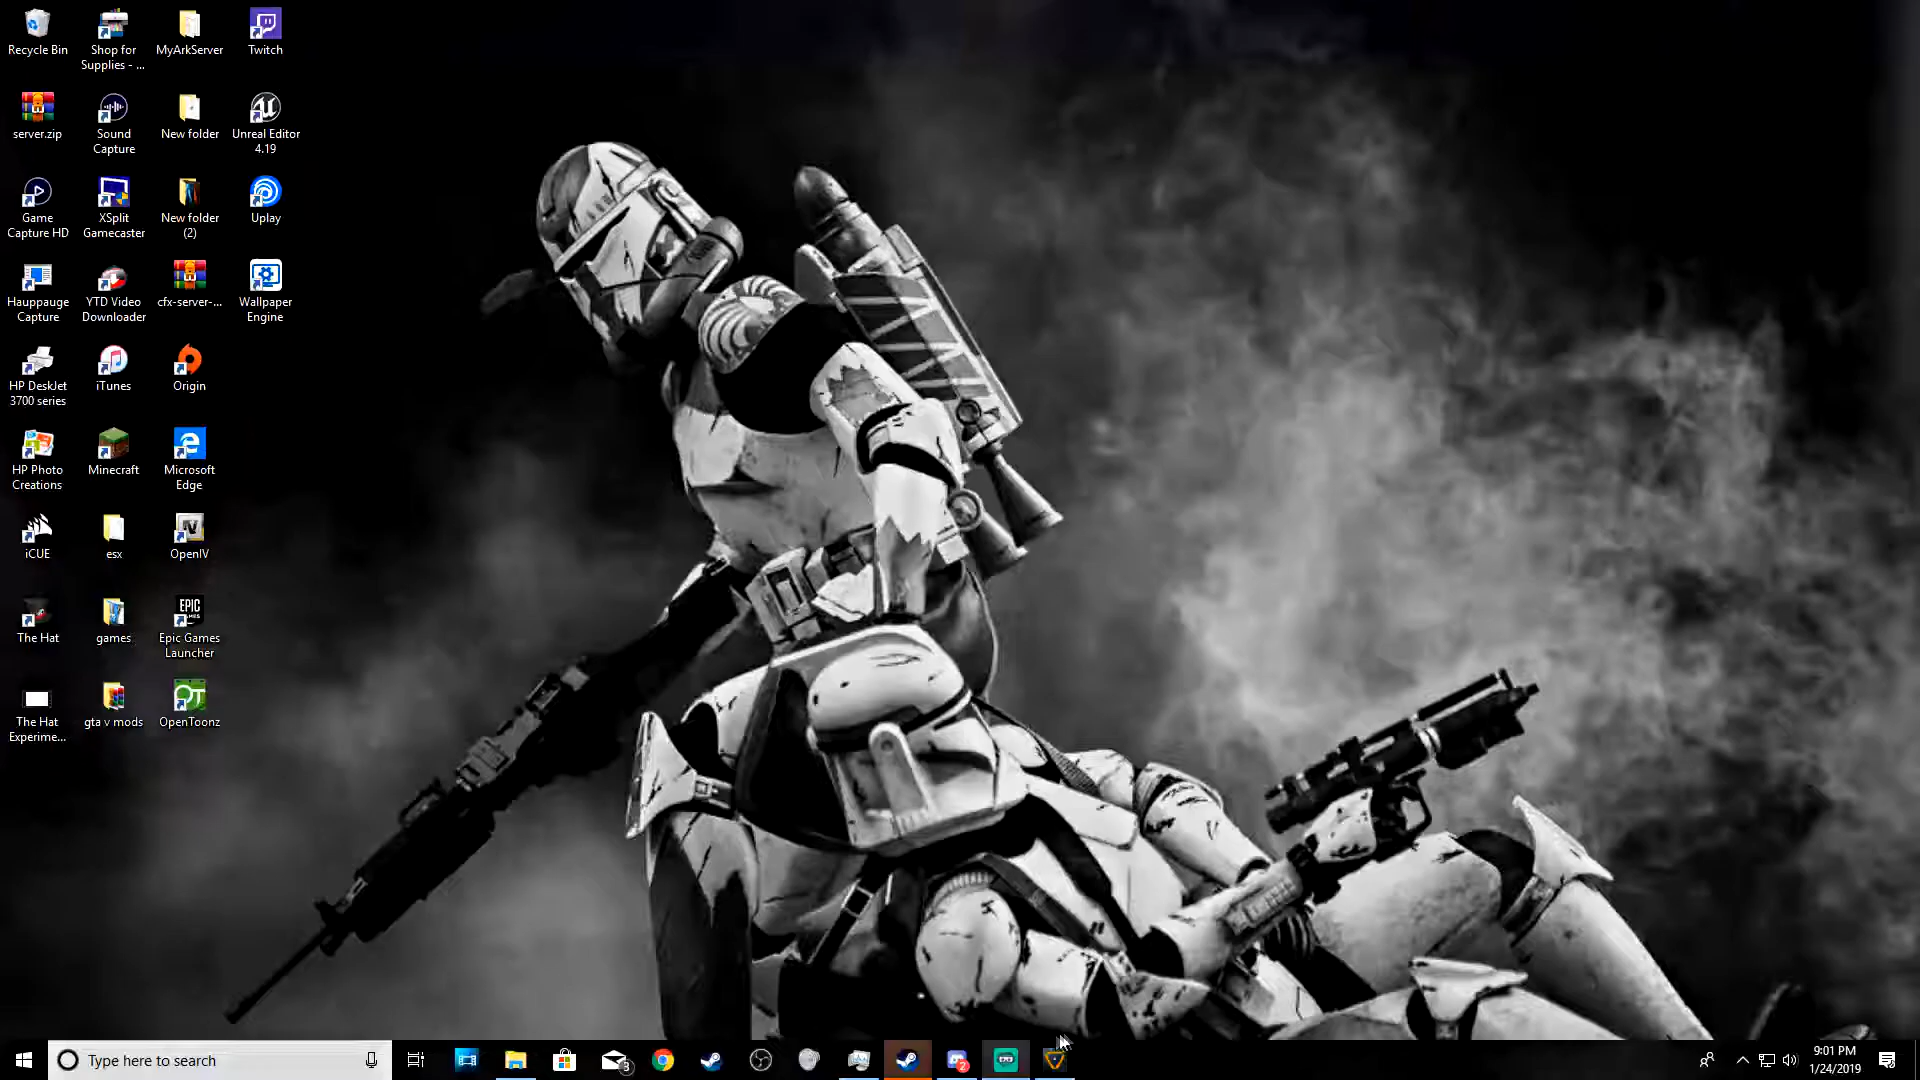 Recycle Bin
Shop for
Supplies - ...
MyArkServer
Twitch
server.zip
Sound
Capture
New folder
Unreal Editor
4.19
Game
Capture HD
XSplit
Gamecaster
New folder
(2)
Uplay
Hauppauge
Capture
YTD Video
Downloader
cfx-server-...
Wallpaper
Engine
HP DeskJet
3700 series
iTunes
Origin
HP Photo
Creations
Minecraft
Microsoft
Edge
iCUE
esx
OpenIV
The Hat
games
EPIC
GAMES
Epic Games
Launcher
The Hat
Experime...
gta v mods
OT
OpenToonz
Type here to search
3
2
9:01 PM
1/24/2019